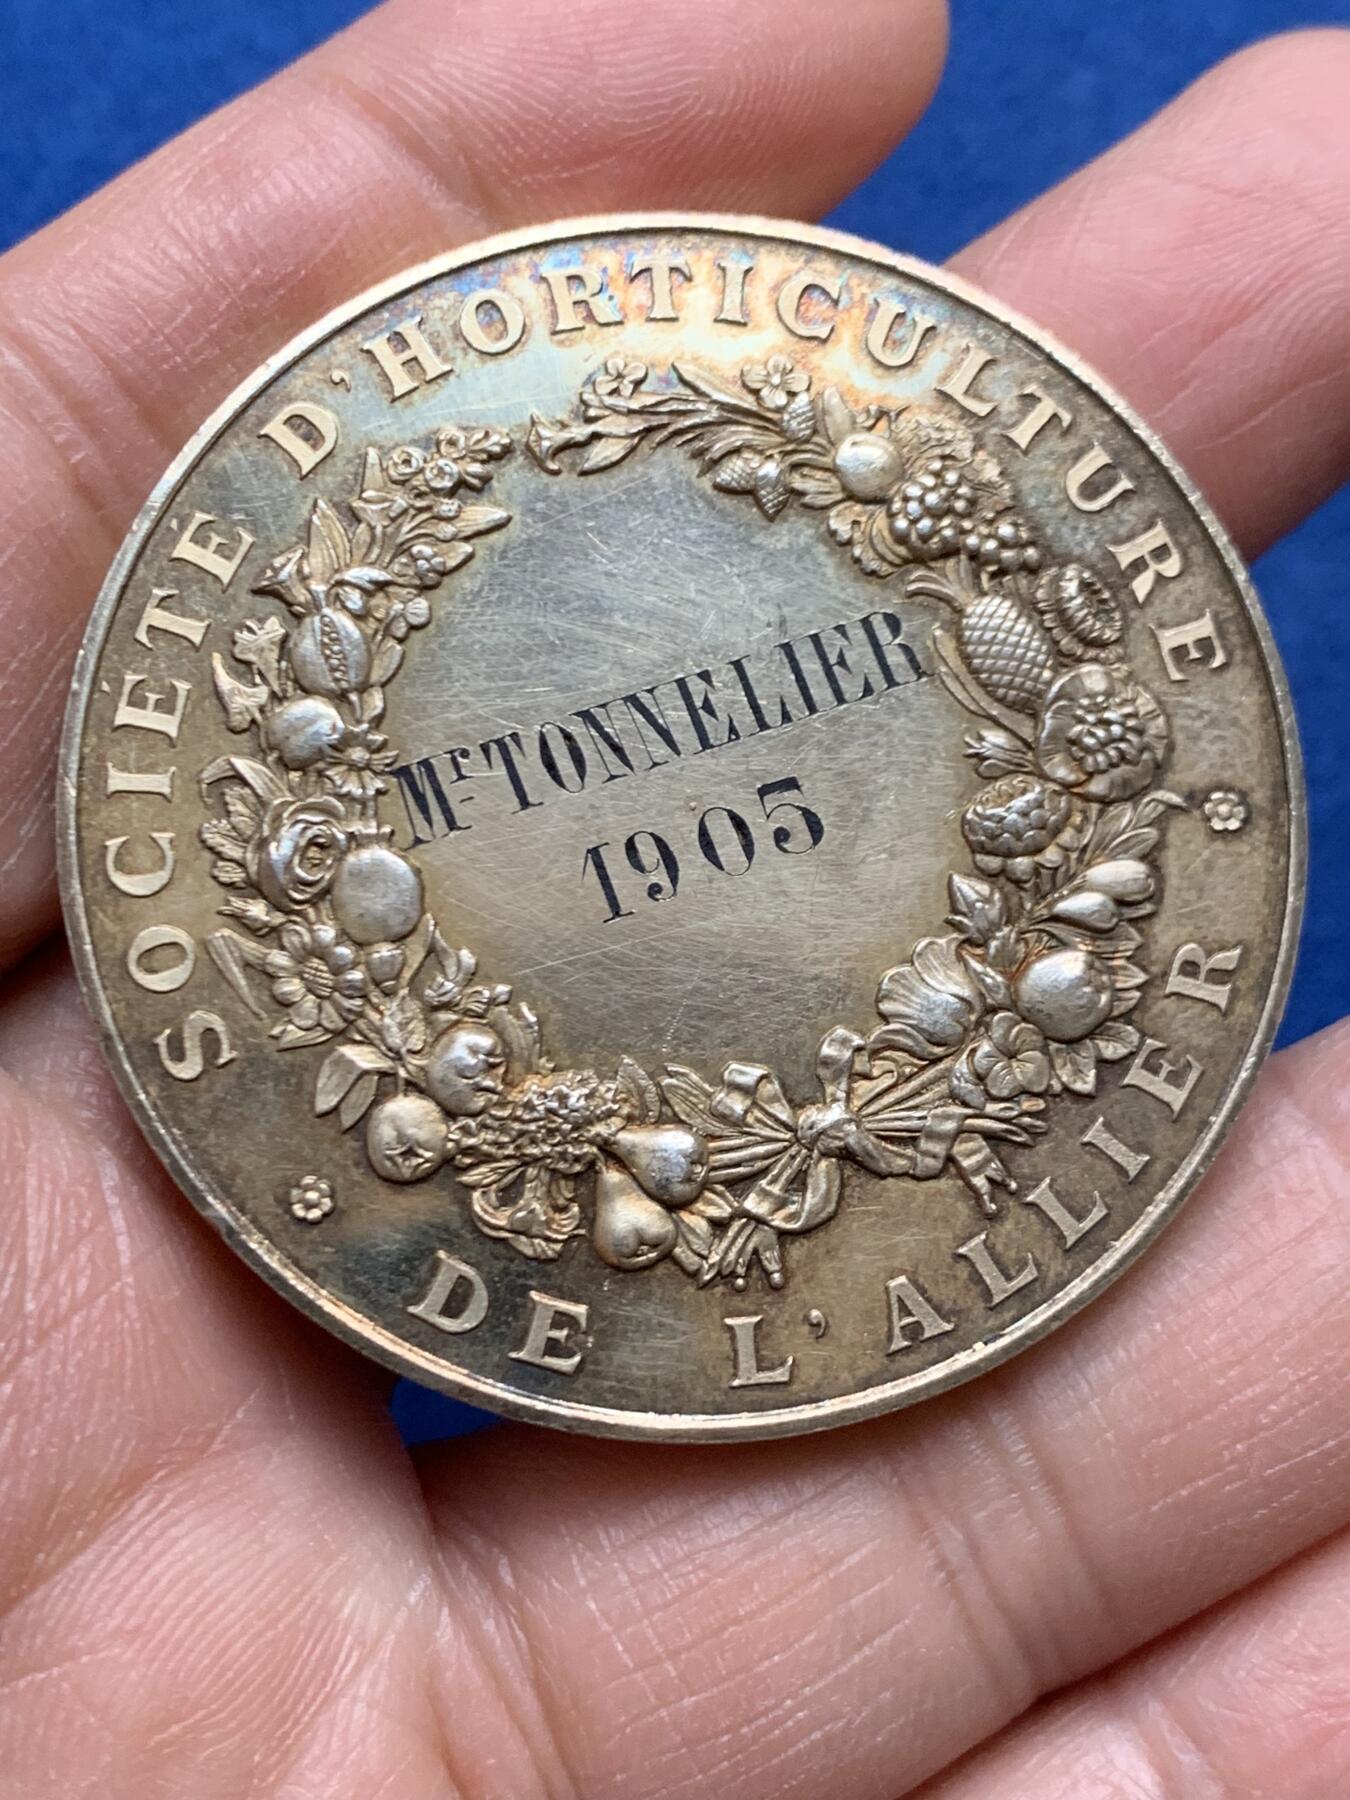 SOCIÉTÉ D'HORTICULTURE
DE L'ALLIER
Mr TONNELIER
1905